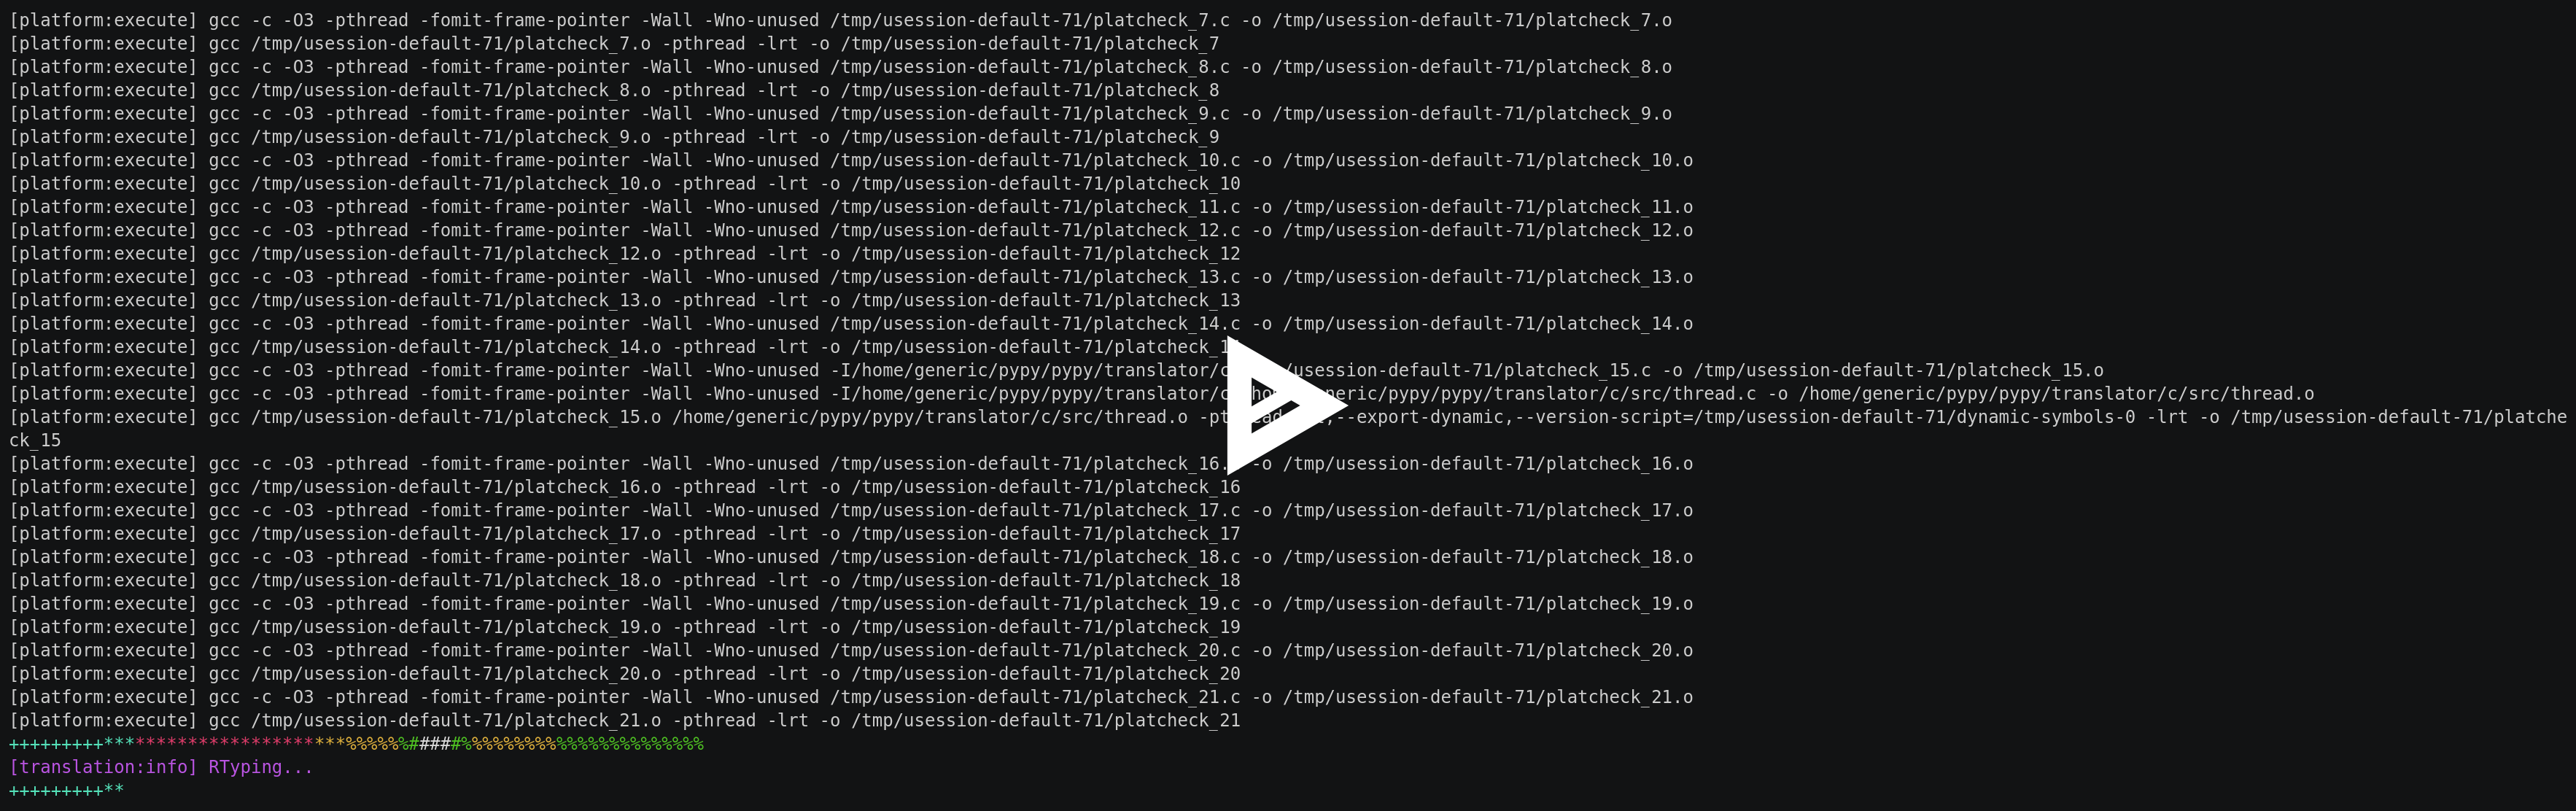 [platform:execute] gcc -c -O3 -pthread -fomit-frame-pointer -Wall -Wno-unused /tmp/usession-default-71/platcheck_7.c -o /tmp/usession-default-71/platcheck_7.o
[platform:execute] gcc /tmp/usession-default-71/platcheck_7.o -pthread -lrt -o /tmp/usession-default-71/platcheck_7
[platform:execute] gcc -c -O3 -pthread -fomit-frame-pointer -Wall -Wno-unused /tmp/usession-default-71/platcheck_8.c -o /tmp/usession-default-71/platcheck_8.o
[platform:execute] gcc /tmp/usession-default-71/platcheck_8.o -pthread -lrt -o /tmp/usession-default-71/platcheck_8
[platform:execute] gcc -c -O3 -pthread -fomit-frame-pointer -Wall -Wno-unused /tmp/usession-default-71/platcheck_9.c -o /tmp/usession-default-71/platcheck_9.o
[platform:execute] gcc /tmp/usession-default-71/platcheck_9.o -pthread -lrt -o /tmp/usession-default-71/platcheck_9
[platform:execute] gcc -c -O3 -pthread -fomit-frame-pointer -Wall -Wno-unused /tmp/usession-default-71/platcheck_10.c -o /tmp/usession-default-71/platcheck_10.o
[platform:execute] gcc /tmp/usession-default-71/platcheck_10.o -pthread -lrt -o /tmp/usession-default-71/platcheck_10
[platform:execute] gcc -c -O3 -pthread -fomit-frame-pointer -Wall -Wno-unused /tmp/usession-default-71/platcheck_11.c -o /tmp/usession-default-71/platcheck_11.o
[platform:execute] gcc -c -O3 -pthread -fomit-frame-pointer -Wall -Wno-unused /tmp/usession-default-71/platcheck_12.c -o /tmp/usession-default-71/platcheck_12.o
[platform:execute] gcc /tmp/usession-default-71/platcheck_12.o -pthread -lrt -o /tmp/usession-default-71/platcheck_12
[platform:execute] gcc -c -O3 -pthread -fomit-frame-pointer -Wall -Wno-unused /tmp/usession-default-71/platcheck_13.c -o /tmp/usession-default-71/platcheck_13.o
[platform:execute] gcc /tmp/usession-default-71/platcheck_13.o -pthread -lrt -o /tmp/usession-default-71/platcheck_13
[platform:execute] gcc -c -O3 -pthread -fomit-frame-pointer -Wall -Wno-unused /tmp/usession-default-71/platcheck_14.c -o /tmp/usession-default-71/platcheck_14.o
[platform:execute] gcc /tmp/usession-default-71/platcheck_14.o -pthread -lrt -o
[platform:execute] gcc -c -O3 -pthread -fomit-frame-pointer -Wall -Wno-unused -I/home/generic/pypy/pypy/translator/c /usession-default-71/platcheck_15.c -o /tmp/usession-default-71/platcheck_15.o
[platform:execute] gcc -c -O3 -pthread -fomit-frame-pointer -Wall -Wno-unused -I/home/generic/pypy/pypy/translator/c /pypy/pypy/translator/c/src/thread.c -o /home/generic/pypy/pypy/translator/c/src/thread.o
[platform:execute] gcc /tmp/usession-default-71/platcheck_15.o /home/generic/pypy/pypy/translator/c/src/thread.o ,--export-dynamic,--version-script=/tmp/usession-default-71/dynamic-symbols-0 -lrt -o /tmp/usession-default-71/platche
ck_15
[platform:execute] gcc -c -O3 -pthread -fomit-frame-pointer -Wall -Wno-unused /tmp/usession-default-71/platcheck_16. -o /tmp/usession-default-71/platcheck_16.o
[platform:execute] gcc /tmp/usession-default-71/platcheck_16.o -pthread -lrt -o /tmp/usession-default-71/platcheck_16
[platform:execute] gcc -c -O3 -pthread -fomit-frame-pointer -Wall -Wno-unused /tmp/usession-default-71/platcheck_17.c -o /tmp/usession-default-71/platcheck_17.o
[platform:execute] gcc /tmp/usession-default-71/platcheck_17.o -pthread -lrt -o /tmp/usession-default-71/platcheck_17
[platform:execute] gcc -c -O3 -pthread -fomit-frame-pointer -Wall -Wno-unused /tmp/usession-default-71/platcheck_18.c -o /tmp/usession-default-71/platcheck_18.o
[platform:execute] gcc /tmp/usession-default-71/platcheck_18.o -pthread -lrt -o /tmp/usession-default-71/platcheck_18
[platform:execute] gcc -c -O3 -pthread -fomit-frame-pointer -Wall -Wno-unused /tmp/usession-default-71/platcheck_19.c -o /tmp/usession-default-71/platcheck_19.o
[platform:execute] gcc /tmp/usession-default-71/platcheck_19.o -pthread -lrt -o /tmp/usession-default-71/platcheck_19
[platform:execute] gcc -c -O3 -pthread -fomit-frame-pointer -Wall -Wno-unused /tmp/usession-default-71/platcheck_20.c -o /tmp/usession-default-71/platcheck_20.o
[platform:execute] gcc /tmp/usession-default-71/platcheck_20.o -pthread -lrt -o /tmp/usession-default-71/platcheck_20
[platform:execute] gcc -c -O3 -pthread -fomit-frame-pointer -Wall -Wno-unused /tmp/usession-default-71/platcheck_21.c -o /tmp/usession-default-71/platcheck_21.o
[platform:execute] gcc /tmp/usession-default-71/platcheck_21.o -pthread -lrt -o /tmp/usession-default-71/platcheck_21
+++++++++***********************%%%%%%#####%%%%%%%%%%%%%%%%%%%%%%%
[translation:info] RTyping...
+++++++++**